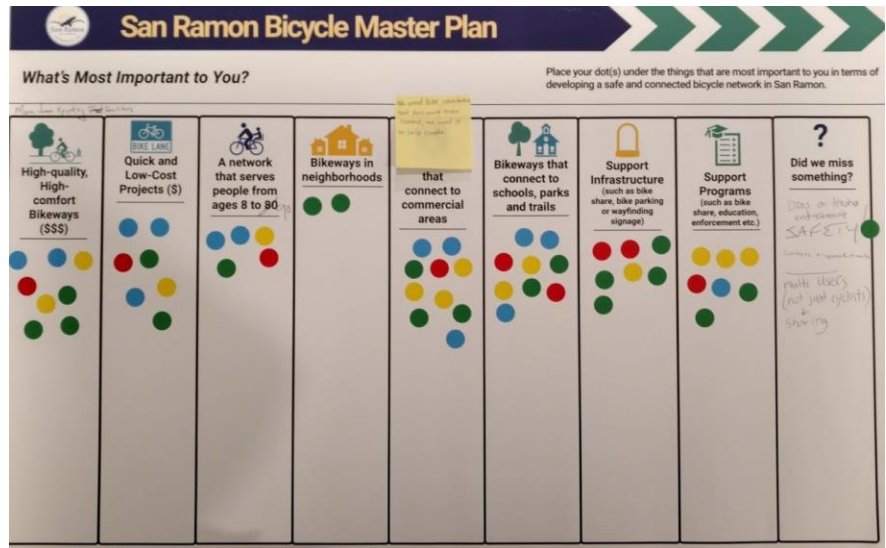 San Ramon
San Ramon Bicycle Master Plan
What's Most Important to You?
Place your dot(s) under the things that are most important to you in terms of
developing a safe and connected bicycle network in San Ramon.
High-quality,
High-
comfort
Bikeways
($$$)
BIKE LANE
Quick and
Low-Cost
Projects ($)
A network
that serves
people from
ages 8 to 80
Bikeways in
neighborhoods
that
connect to
commercial
areas
Bikeways that
connect to
schools, parks
and trails
Support
Infrastructure
(such as bike
share, bike parking
or wayfinding
signage)
Support
Programs
(such as bike
share, education,
enforcement etc.)
?
Did we miss
something?
SAFETY!
multi users
(not just cyclists)
sharing